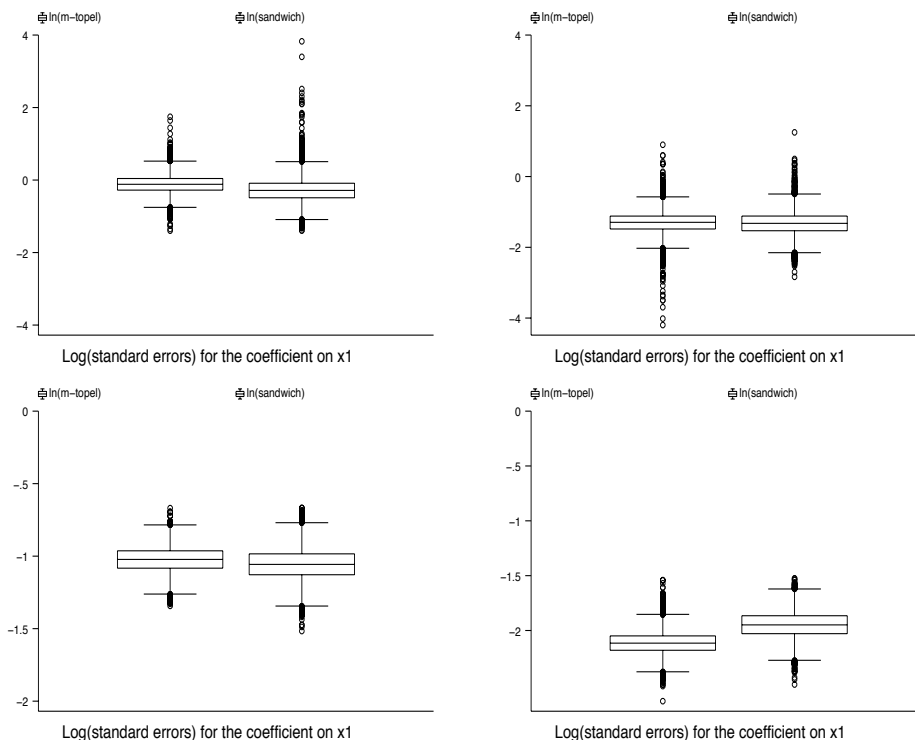 ln(m−topel) ln(sandwich)
4
2
0
−2
−4
Log(standard errors) for the coefficient on x1
ln(m−topel) ln(sandwich)
4
2
0
−2
−4
Log(standard errors) for the coefficient on x1
ln(m−topel) ln(sandwich)
0
−.5
−1
−1.5
−2
Log(standard errors) for the coefficient on x1
ln(m−topel) ln(sandwich)
0
−.5
−1
−1.5
−2
Log(standard errors) for the coefficient on x1